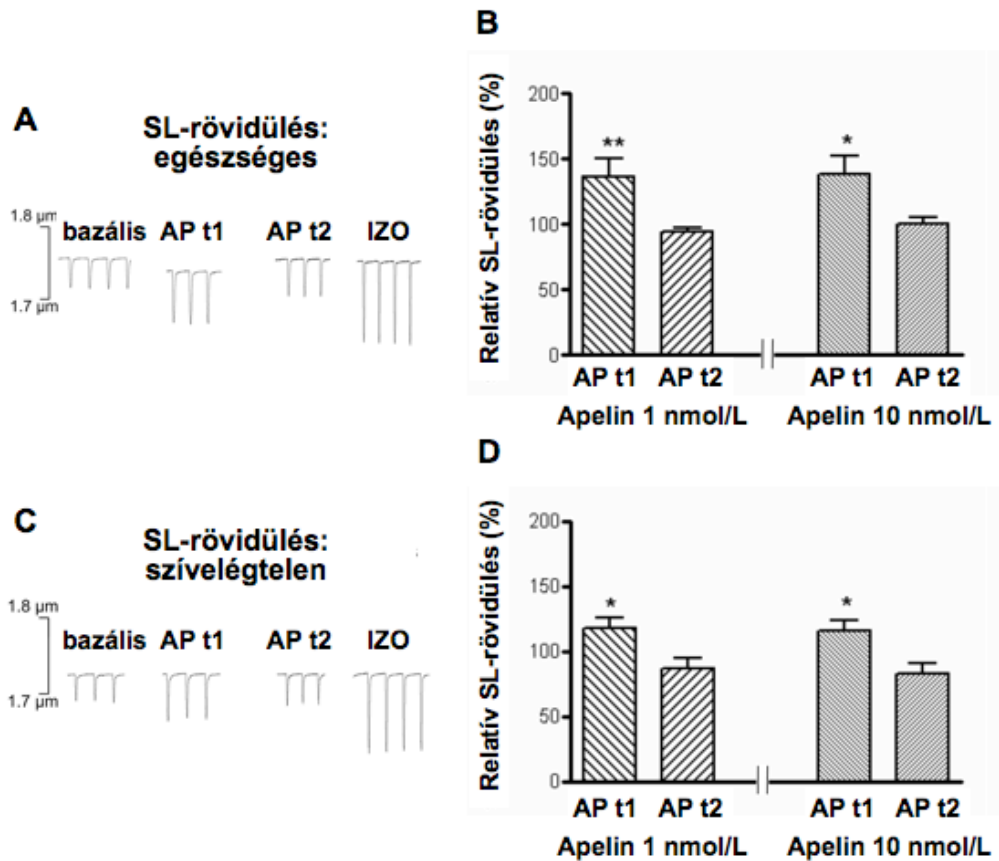 A
SL-rövidülés:
egészséges
1.8 µm
1.7 µm
bazális AP t1 AP t2 IZO
B
Relatív SL-rövidülés (%)
200
150
100
50
0
** *
AP t1 AP t2 AP t1 AP t2
Apelin 1 nmol/L Apelin 10 nmol/L
C
SL-rövidülés:
szívelégtelen
1.8 µm
1.7 µm
bazális AP t1 AP t2 IZO
D
Relatív SL-rövidülés (%)
200
150
100
50
0
* *
AP t1 AP t2 AP t1 AP t2
Apelin 1 nmol/L Apelin 10 nmol/L